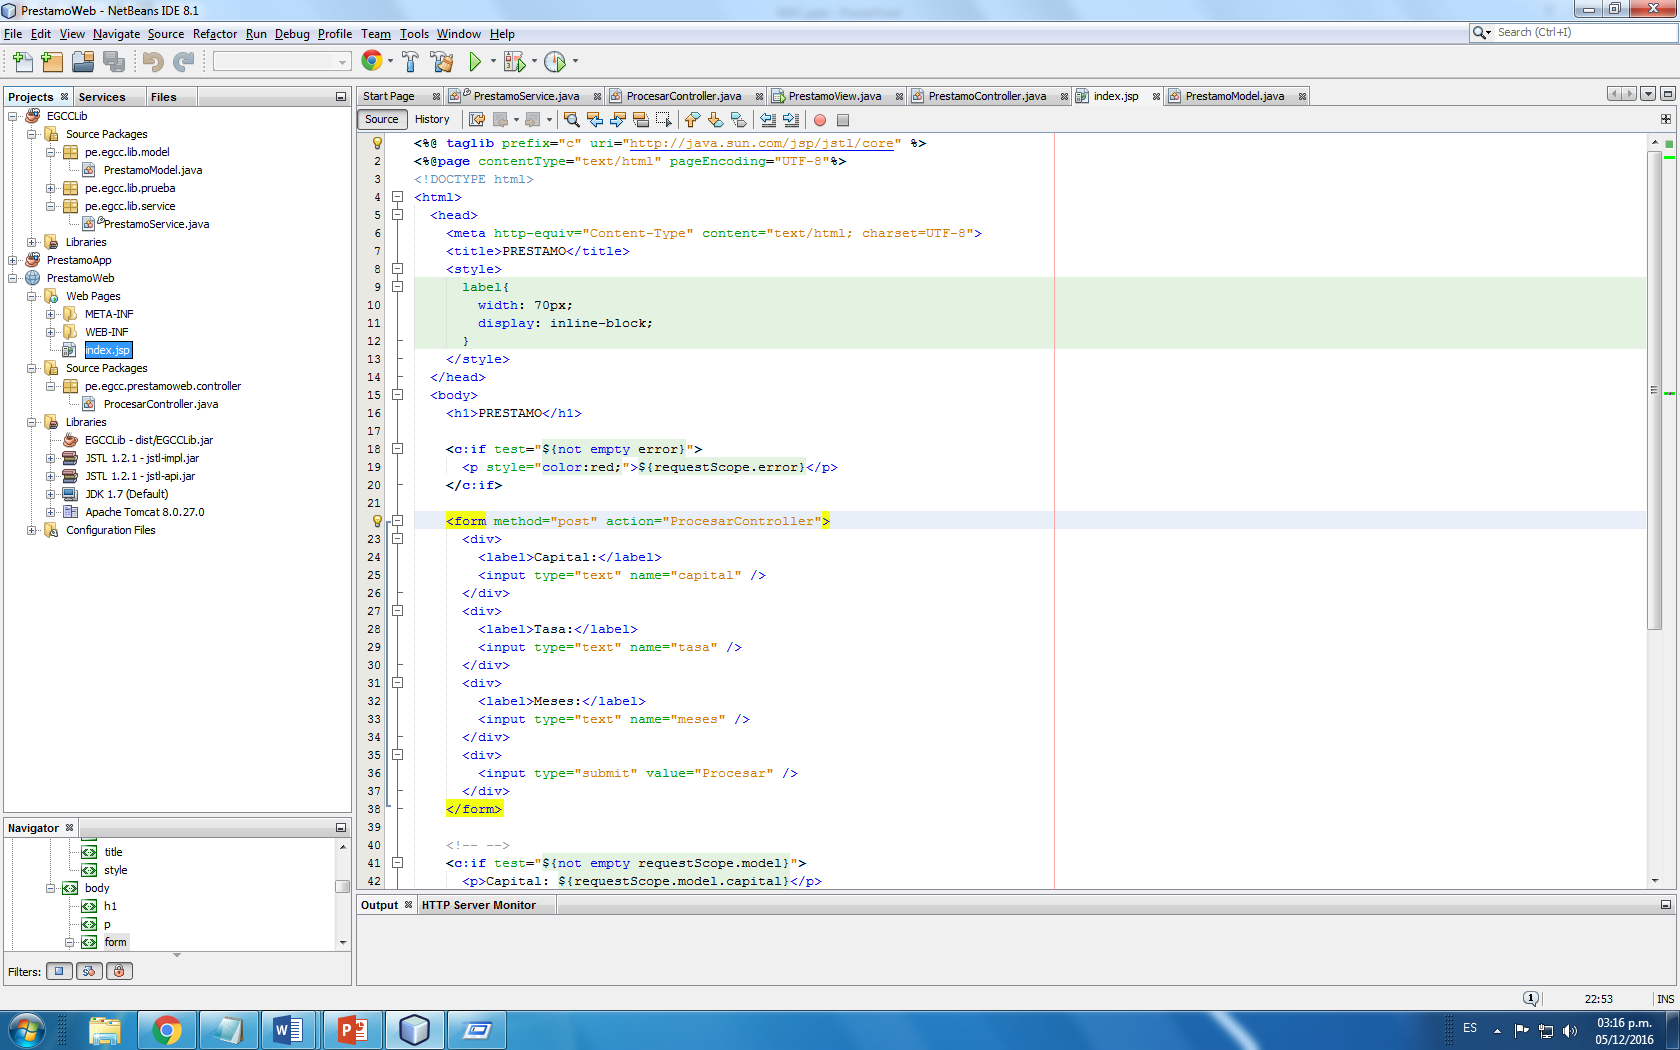 PrestamoWeb - NetBeans IDE 8.1
File Edit View Navigate Source Refactor Run Debug Profile Team Tools Window Help
Search (Ctrl+I)
Projects Services Files
EGCCLib
Source Packages
pe.egcc.lib.model
PrestamoModel.java
pe.egcc.lib.prueba
pe.egcc.lib.service
PrestamoService.java
Libraries
PrestamoApp
PrestamoWeb
Web Pages
META-INF
WEB-INF
index.jsp
Source Packages
pe.egcc.prestamoweb.controller
ProcesarController.java
Libraries
EGCCLib - dist/EGCCLib.jar
JSTL 1.2.1 - jstl-impl.jar
JSTL 1.2.1 - jstl-api.jar
JDK 1.7 (Default)
Apache Tomcat 8.0.27.0
Configuration Files
Navigator
title
style
body
h1
p
form
Filters:
Start Page PrestamoService.java ProcesarController.java PrestamoView.java PrestamoController.java index.jsp PrestamoModel.java
Source History
<%@ taglib prefix="c" uri="http://java.sun.com/jsp/jstl/core" %>
2 <%@page contentType="text/html" pageEncoding="UTF-8"%>
3 <!DOCTYPE html>
4 <html>
5 <head>
6 <meta http-equiv="Content-Type" content="text/html; charset=UTF-8">
7 <title>PRESTAMO</title>
8 <style>
9 label{
10 width: 70px;
11 display: inline-block;
12 }
13 </style>
14 </head>
15 <body>
16 <h1>PRESTAMO</h1>
17
18 <c:if test="${not empty error}">
19 <p style="color:red;">${requestScope.error}</p>
20 </c:if>
21
<form method="post" action="ProcesarController">
23 <div>
24 <label>Capital:</label>
25 <input type="text" name="capital" />
26 </div>
27 <div>
28 <label>Tasa:</label>
29 <input type="text" name="tasa" />
30 </div>
31 <div>
32 <label>Meses:</label>
33 <input type="text" name="meses" />
34 </div>
35 <div>
36 <input type="submit" value="Procesar" />
37 </div>
38 </form>
39
40 <!-- -->
41 <c:if test="${not empty requestScope.model}">
42 <p>Capital: ${requestScope.model.capital}</p>
Output HTTP Server Monitor
1
22:53 INS
ES
03:16 p.m.
05/12/2016